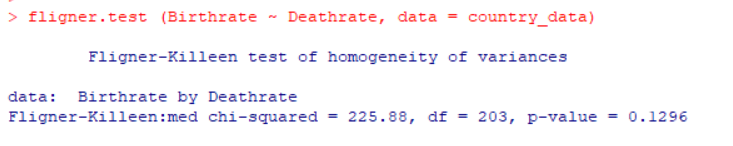 > fligner.test (Birthrate ~ Deathrate, data = country_data)
Fligner-Killeen test of homogeneity of variances
data:  Birthrate by Deathrate
Fligner-Killeen:med chi-squared = 225.88, df = 203, p-value = 0.1296